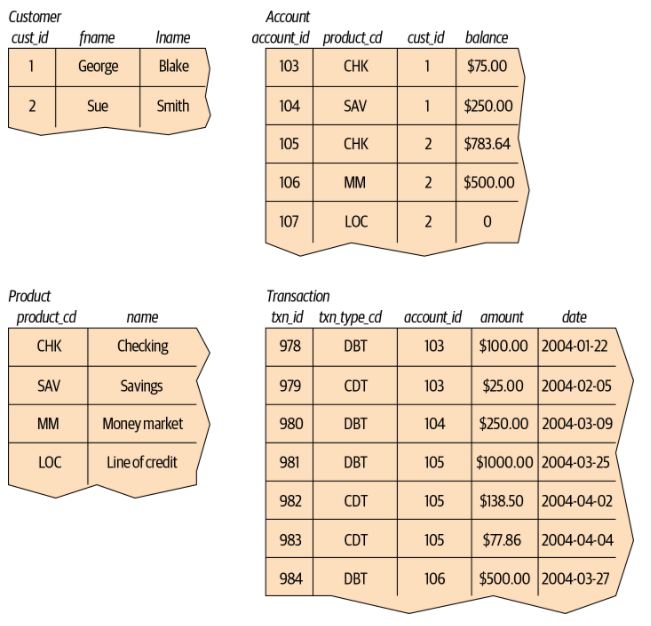 Customer
cust_id fname lname
1 George Blake
2 Sue Smith
Account
account_id product_cd cust_id balance
103 CHK 1 $75.00
104 SAV 1 $250.00
105 CHK 2 $783.64
106 MM 2 $500.00
107 LOC 2 0
Product
product_cd name
CHK Checking
SAV Savings
MM Money market
LOC Line of credit
Transaction
txn_id txn_type_cd account_id amount date
978 DBT 103 $100.00 2004-01-22
979 CDT 103 $25.00 2004-02-05
980 DBT 104 $250.00 2004-03-09
981 DBT 105 $1000.00 2004-03-25
982 CDT 105 $138.50 2004-04-02
983 CDT 105 $77.86 2004-04-04
984 DBT 106 $500.00 2004-03-27